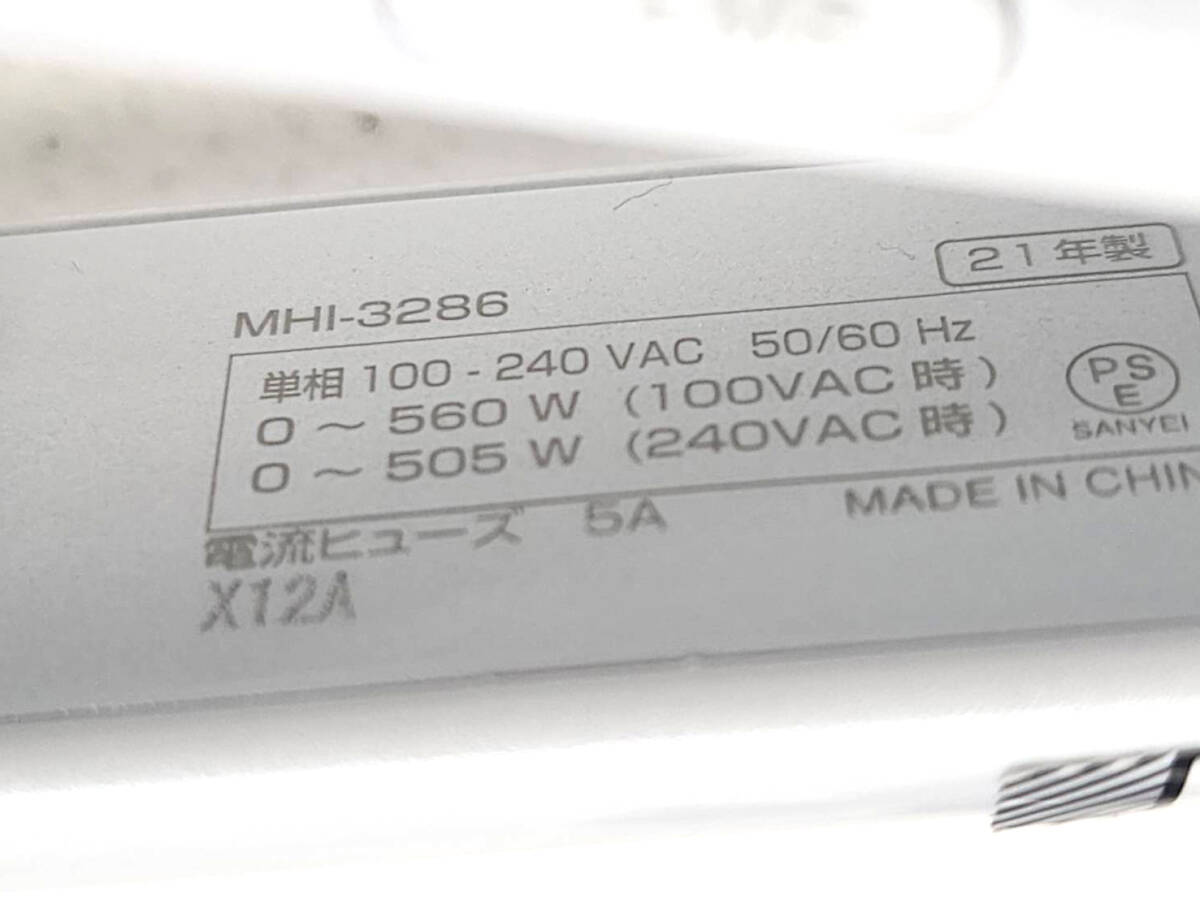 21年製
MHI-3286
単相 100 - 240 VAC 50/60 Hz
0 ～ 560 W (100VAC 時)
0 ～ 505 W (240VAC 時)
PS
E
SANYEI
電流ヒューズ 5A
MADE IN CHIN
X12A